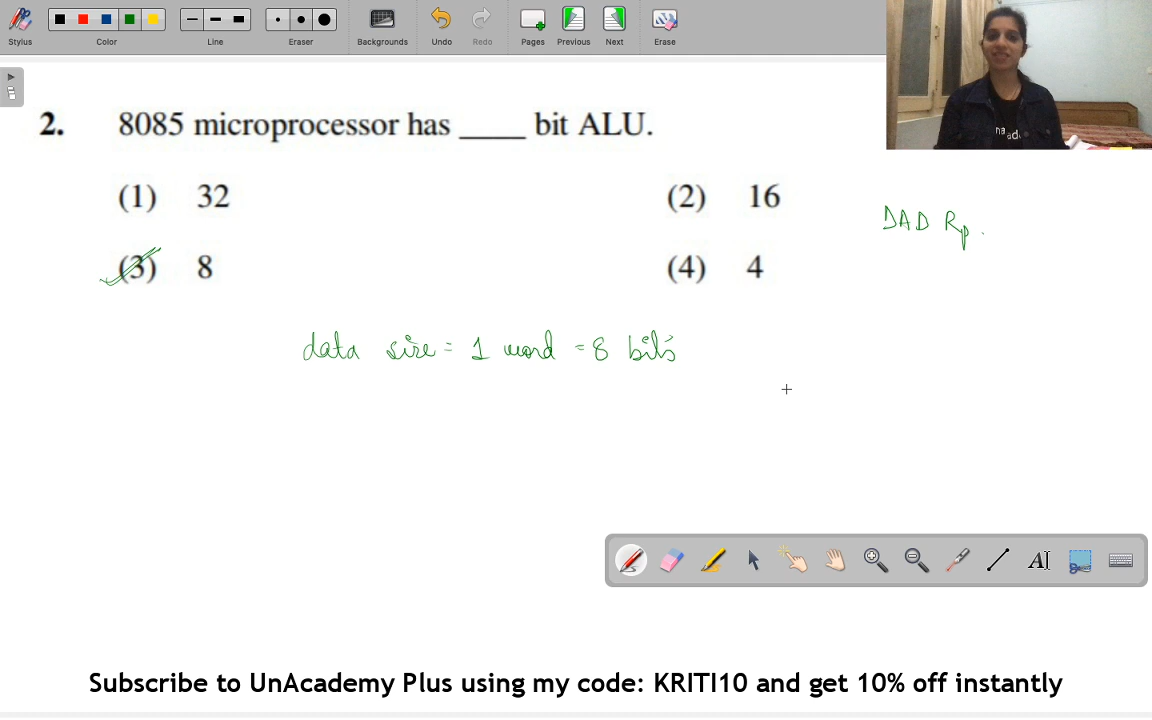 Stylus Color Line Eraser Backgrounds Undo Redo Pages Previous Next Erase
2. 8085 microprocessor has ____ bit ALU.
(1) 32 (2) 16
DAD Rp.
(3) 8 (4) 4
data size = 1 word = 8 bits
Subscribe to UnAcademy Plus using my code: KRITI10 and get 10% off instantly